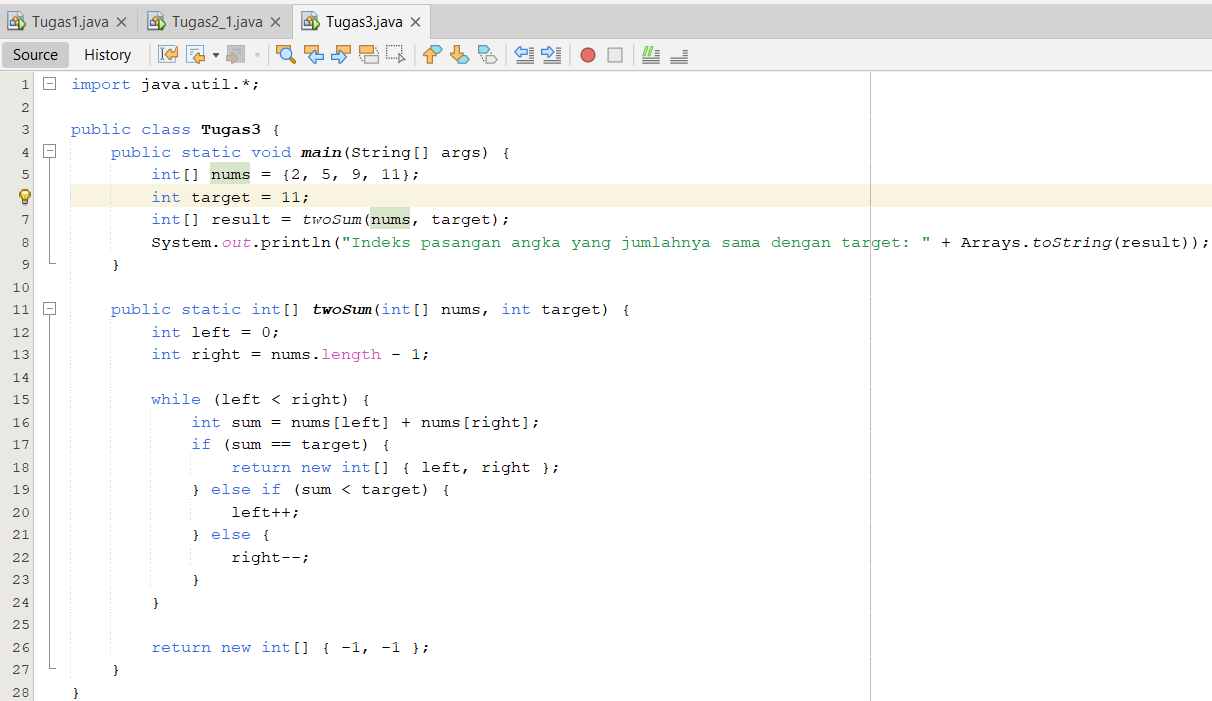 Tugas1.java Tugas2_1.java Tugas3.java
Source History
1 import java.util.*;
2
3 public class Tugas3 {
4     public static void main(String[] args) {
5         int[] nums = {2, 5, 9, 11};
        int target = 11;
7         int[] result = twoSum(nums, target);
8         System.out.println("Indeks pasangan angka yang jumlahnya sama dengan target: " + Arrays.toString(result));
9     }
10
11     public static int[] twoSum(int[] nums, int target) {
12         int left = 0;
13         int right = nums.length - 1;
14
15         while (left < right) {
16             int sum = nums[left] + nums[right];
17             if (sum == target) {
18                 return new int[] { left, right };
19             } else if (sum < target) {
20                 left++;
21             } else {
22                 right--;
23             }
24         }
25
26         return new int[] { -1, -1 };
27     }
28 }